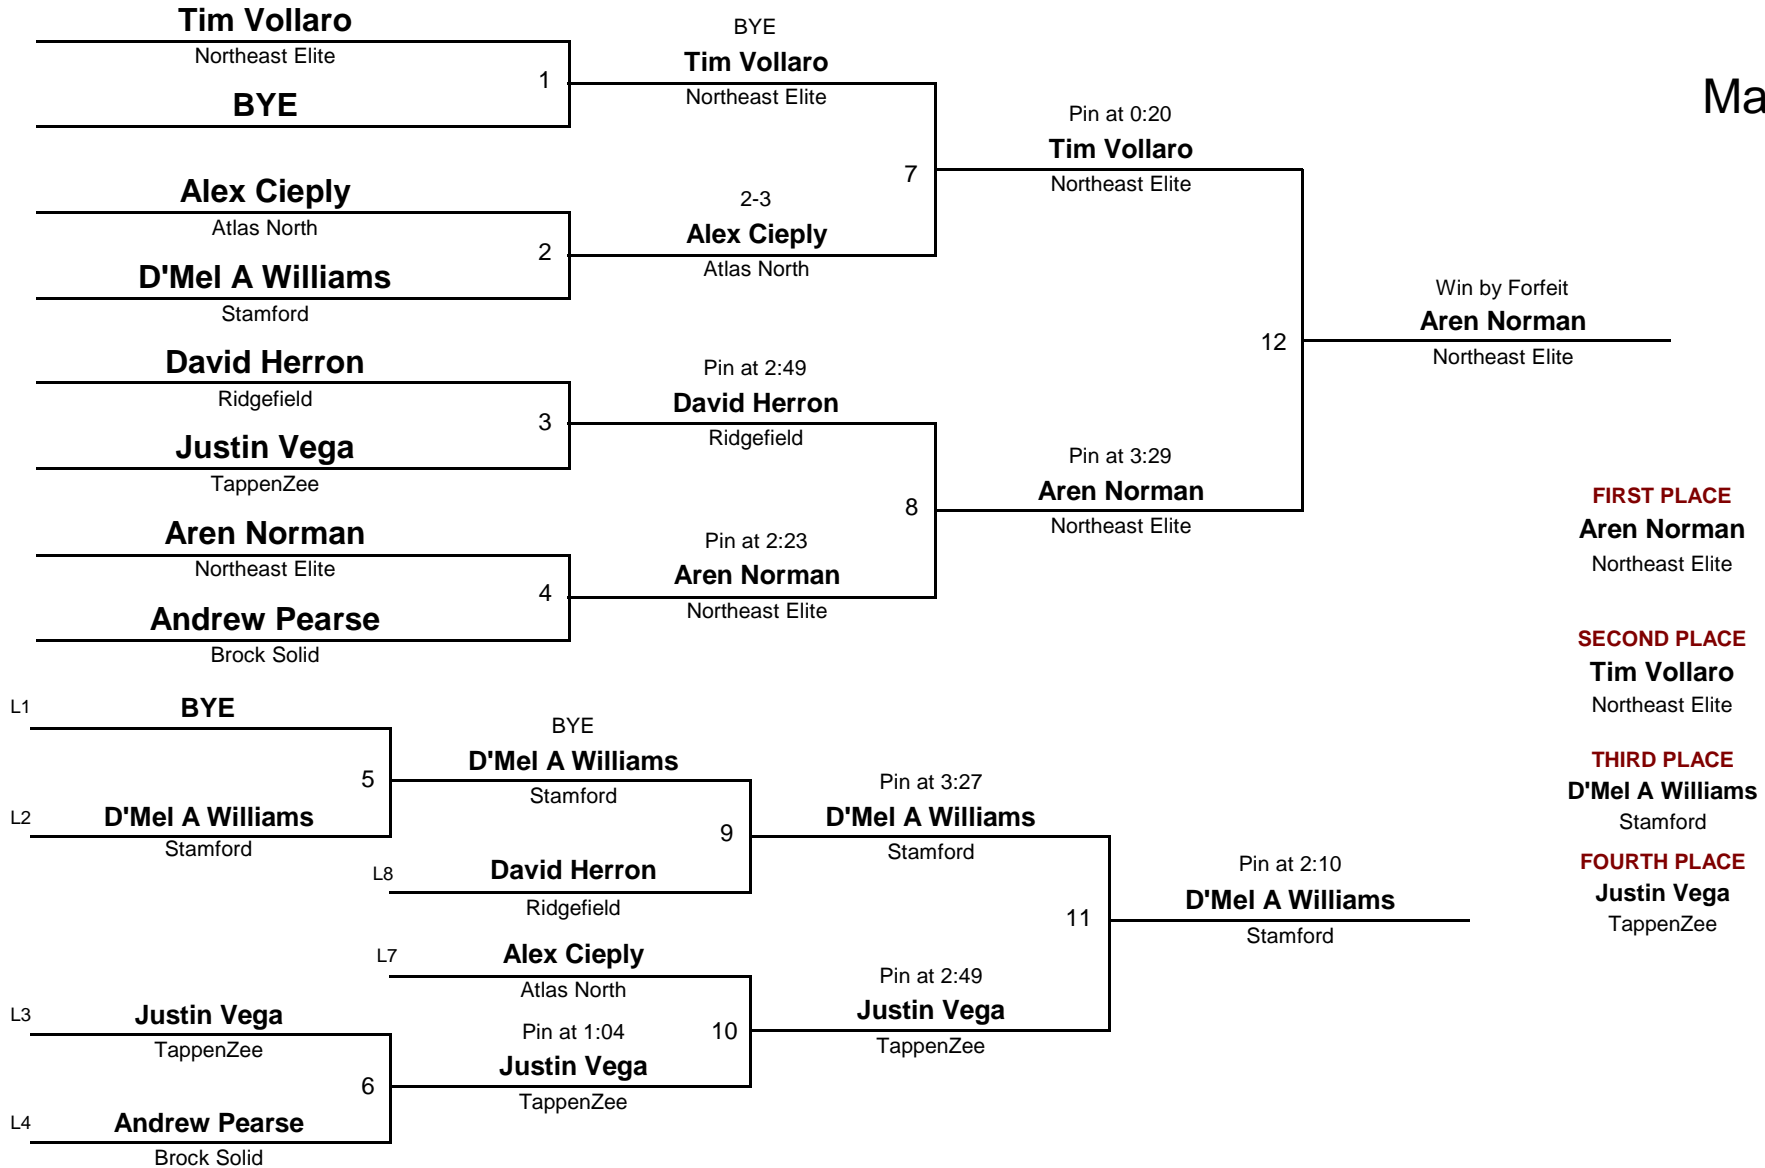 Tim Vollaro
Northeast Elite
1
BYE
BYE
Tim Vollaro
Northeast Elite
Alex Cieply
Atlas North
2
D'Mel A Williams
Stamford
2-3
Alex Cieply
Atlas North
7
Pin at 0:20
Tim Vollaro
Northeast Elite
Ma
David Herron
Ridgefield
3
Justin Vega
TappenZee
Pin at 2:49
David Herron
Ridgefield
Aren Norman
Northeast Elite
4
Andrew Pearse
Brock Solid
Pin at 2:23
Aren Norman
Northeast Elite
8
Pin at 3:29
Aren Norman
Northeast Elite
12
Win by Forfeit
Aren Norman
Northeast Elite
FIRST PLACE
Aren Norman
Northeast Elite
SECOND PLACE
Tim Vollaro
Northeast Elite
THIRD PLACE
D'Mel A Williams
Stamford
FOURTH PLACE
Justin Vega
TappenZee
L1
BYE
5
L2
D'Mel A Williams
Stamford
BYE
D'Mel A Williams
Stamford
9
L8
David Herron
Ridgefield
Pin at 3:27
D'Mel A Williams
Stamford
L7
Alex Cieply
Atlas North
L3
Justin Vega
TappenZee
6
L4
Andrew Pearse
Brock Solid
Pin at 1:04
Justin Vega
TappenZee
10
Pin at 2:49
Justin Vega
TappenZee
11
Pin at 2:10
D'Mel A Williams
Stamford